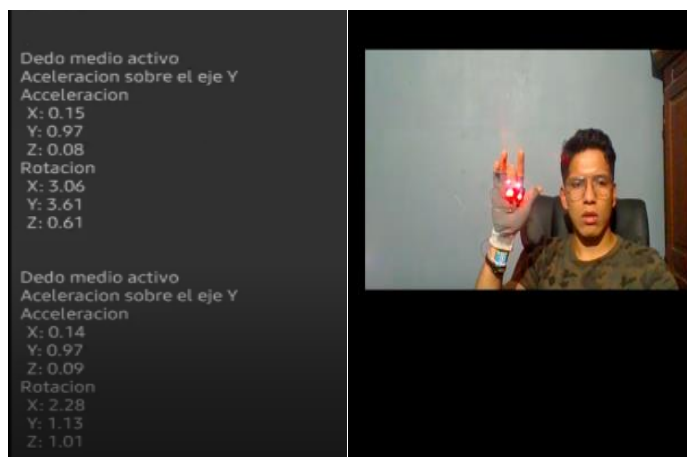 Dedo medio activo
Aceleracion sobre el eje Y
Acceleracion
X: 0.15
Y: 0.97
Z: 0.08
Rotacion
X: 3.06
Y: 3.61
Z: 0.61
Dedo medio activo
Aceleracion sobre el eje Y
Acceleracion
X: 0.14
Y: 0.97
Z: 0.09
Rotacion
X: 2.28
Y: 1.13
Z: 1.01